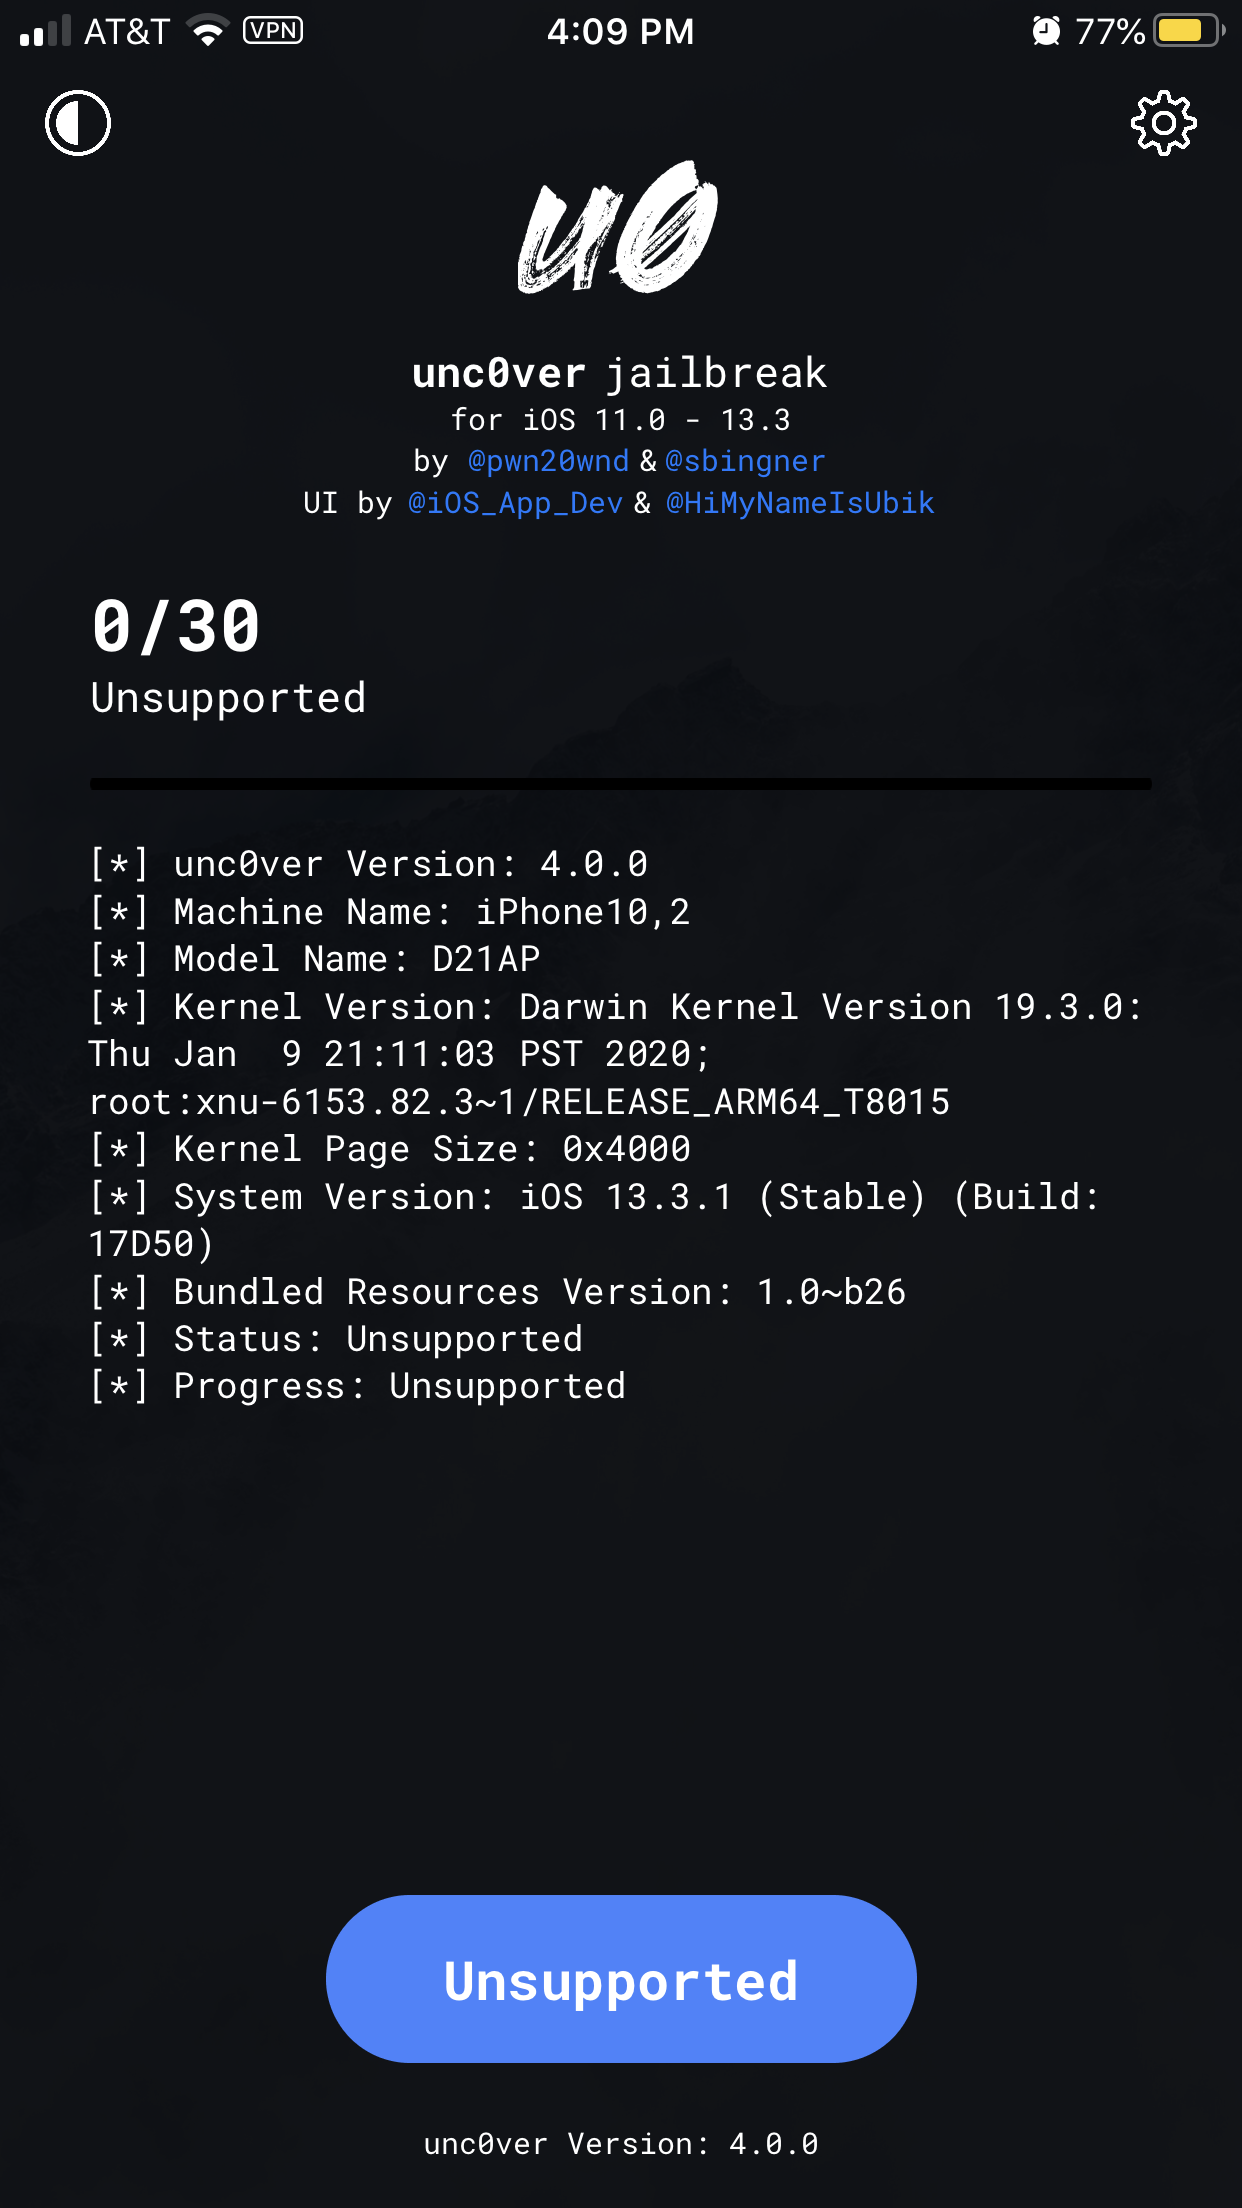 AT&T VPN 4:09 PM 77%
u0
unc0ver jailbreak
for iOS 11.0 - 13.3
by @pwn20wnd & @sbingner
UI by @iOS_App_Dev & @HiMyNameIsUbik
0/30
Unsupported
[*] unc0ver Version: 4.0.0
[*] Machine Name: iPhone10,2
[*] Model Name: D21AP
[*] Kernel Version: Darwin Kernel Version 19.3.0:
Thu Jan  9 21:11:03 PST 2020;
root:xnu-6153.82.3~1/RELEASE_ARM64_T8015
[*] Kernel Page Size: 0x4000
[*] System Version: iOS 13.3.1 (Stable) (Build:
17D50)
[*] Bundled Resources Version: 1.0~b26
[*] Status: Unsupported
[*] Progress: Unsupported
Unsupported
unc0ver Version: 4.0.0